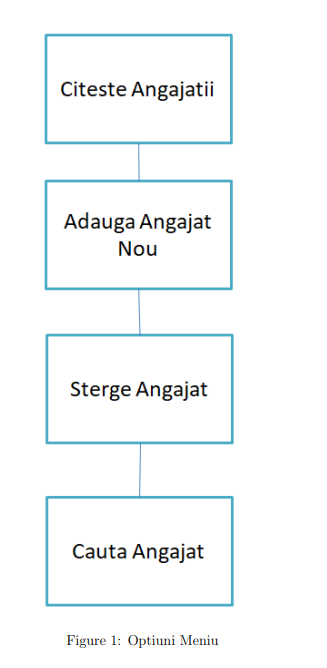 Citeste Angajatii
Adauga Angajat
Nou
Sterge Angajat
Cauta Angajat
Figure 1: Optiuni Meniu